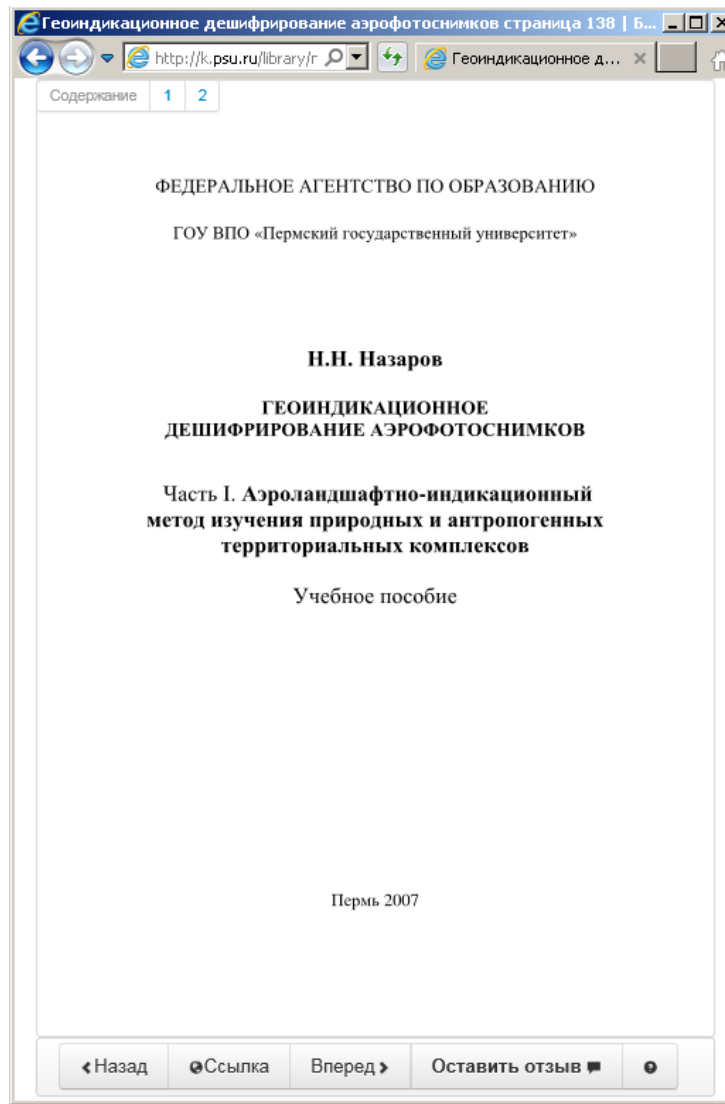 Геоиндикационное дешифрирование аэрофотоснимков страница 138 | Б...
http://k.psu.ru/library/r
Геоиндикационное д...
Содержание 1 2
ФЕДЕРАЛЬНОЕ АГЕНТСТВО ПО ОБРАЗОВАНИЮ
ГОУ ВПО «Пермский государственный университет»
Н.Н. Назаров
ГЕОИНДИКАЦИОННОЕ
ДЕШИФРИРОВАНИЕ АЭРОФОТОСНИМКОВ
Часть I. Аэроландшафтно-индикационный
метод изучения природных и антропогенных
территориальных комплексов
Учебное пособие
Пермь 2007
Назад Ссылка Вперед Оставить отзыв